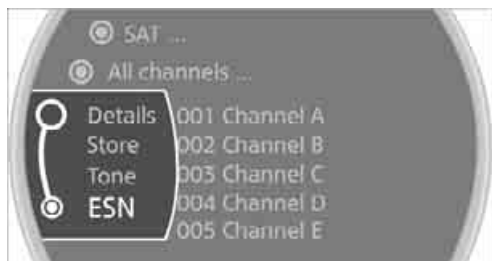 SAT ...
All channels ...
Details 001 Channel A
Store 002 Channel B
Tone 003 Channel C
ESN 004 Channel D
005 Channel E